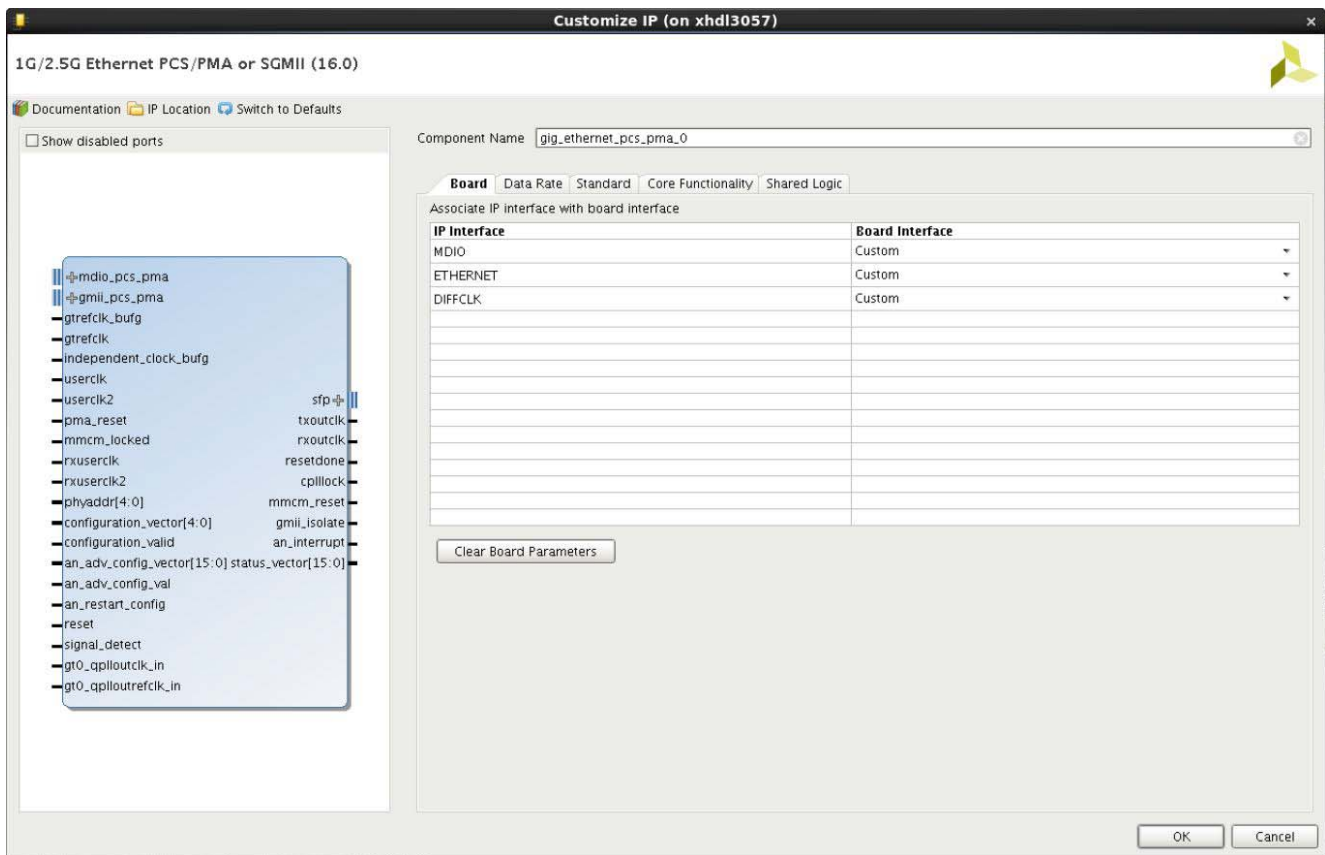 Customize IP (on xhdl3057)
1G/2.5G Ethernet PCS/PMA or SGMII (16.0)
Documentation IP Location Switch to Defaults
Show disabled ports
mdio_pcs_pma
gmii_pcs_pma
gtrefclk_bufg
gtrefclk
independent_clock_bufg
userclk
userclk2 sfp
pma_reset txoutclk
mmcm_locked rxoutclk
rxuserclk resetdone
rxuserclk2 cplllock
phyaddr[4:0] mmcm_reset
configuration_vector[4:0] gmii_isolate
configuration_valid an_interrupt
an_adv_config_vector[15:0] status_vector[15:0]
an_adv_config_val
an_restart_config
reset
signal_detect
gt0_qplloutclk_in
gt0_qplloutrefclk_in
Component Name gig_ethernet_pcs_pma_0
Board Data Rate Standard Core Functionality Shared Logic
Associate IP interface with board interface
IP Interface Board Interface
MDIO Custom
ETHERNET Custom
DIFFCLK Custom
Clear Board Parameters
OK Cancel